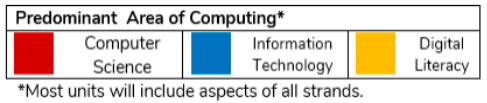 Predominant Area of Computing*
Computer Science
Information Technology
Digital Literacy
*Most units will include aspects of all strands.